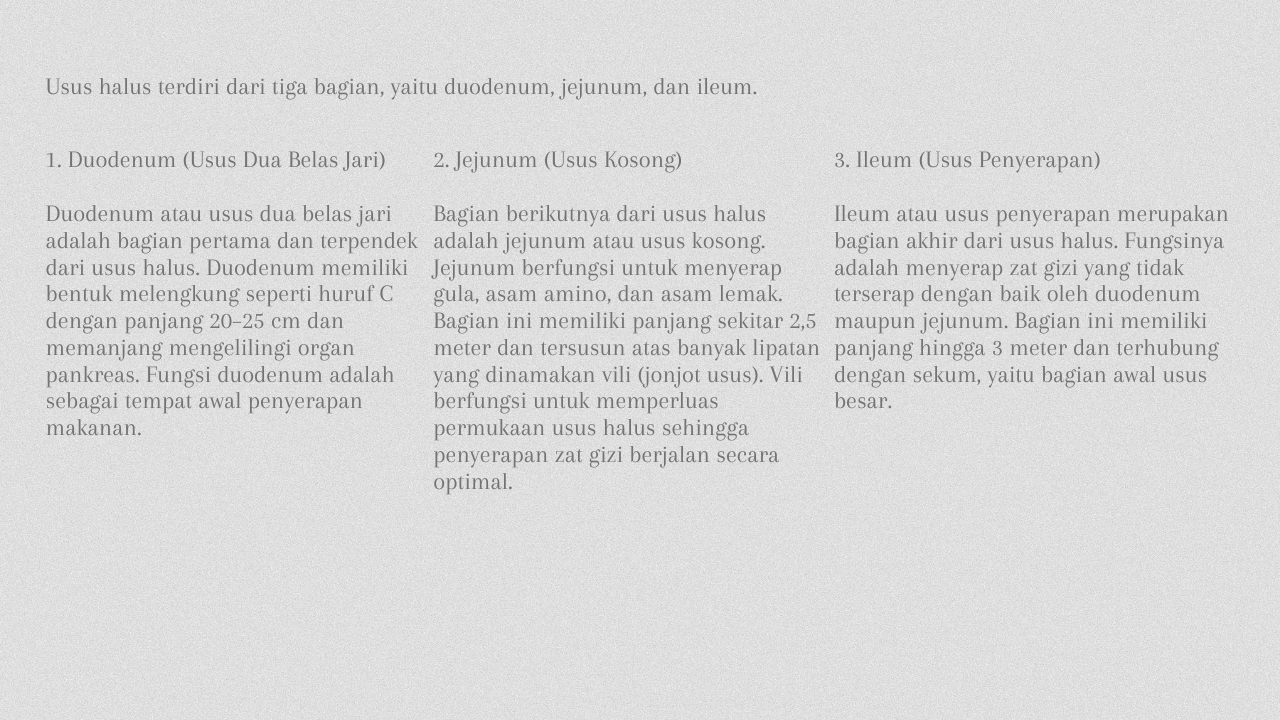 Usus halus terdiri dari tiga bagian, yaitu duodenum, jejunum, dan ileum.
1. Duodenum (Usus Dua Belas Jari)
Duodenum atau usus dua belas jari
adalah bagian pertama dan terpendek
dari usus halus. Duodenum memiliki
bentuk melengkung seperti huruf C
dengan panjang 20–25 cm dan
memanjang mengelilingi organ
pankreas. Fungsi duodenum adalah
sebagai tempat awal penyerapan
makanan.
2. Jejunum (Usus Kosong)
Bagian berikutnya dari usus halus
adalah jejunum atau usus kosong.
Jejunum berfungsi untuk menyerap
gula, asam amino, dan asam lemak.
Bagian ini memiliki panjang sekitar 2,5
meter dan tersusun atas banyak lipatan
yang dinamakan vili (jonjot usus). Vili
berfungsi untuk memperluas
permukaan usus halus sehingga
penyerapan zat gizi berjalan secara
optimal.
3. Ileum (Usus Penyerapan)
Ileum atau usus penyerapan merupakan
bagian akhir dari usus halus. Fungsinya
adalah menyerap zat gizi yang tidak
terserap dengan baik oleh duodenum
maupun jejunum. Bagian ini memiliki
panjang hingga 3 meter dan terhubung
dengan sekum, yaitu bagian awal usus
besar.